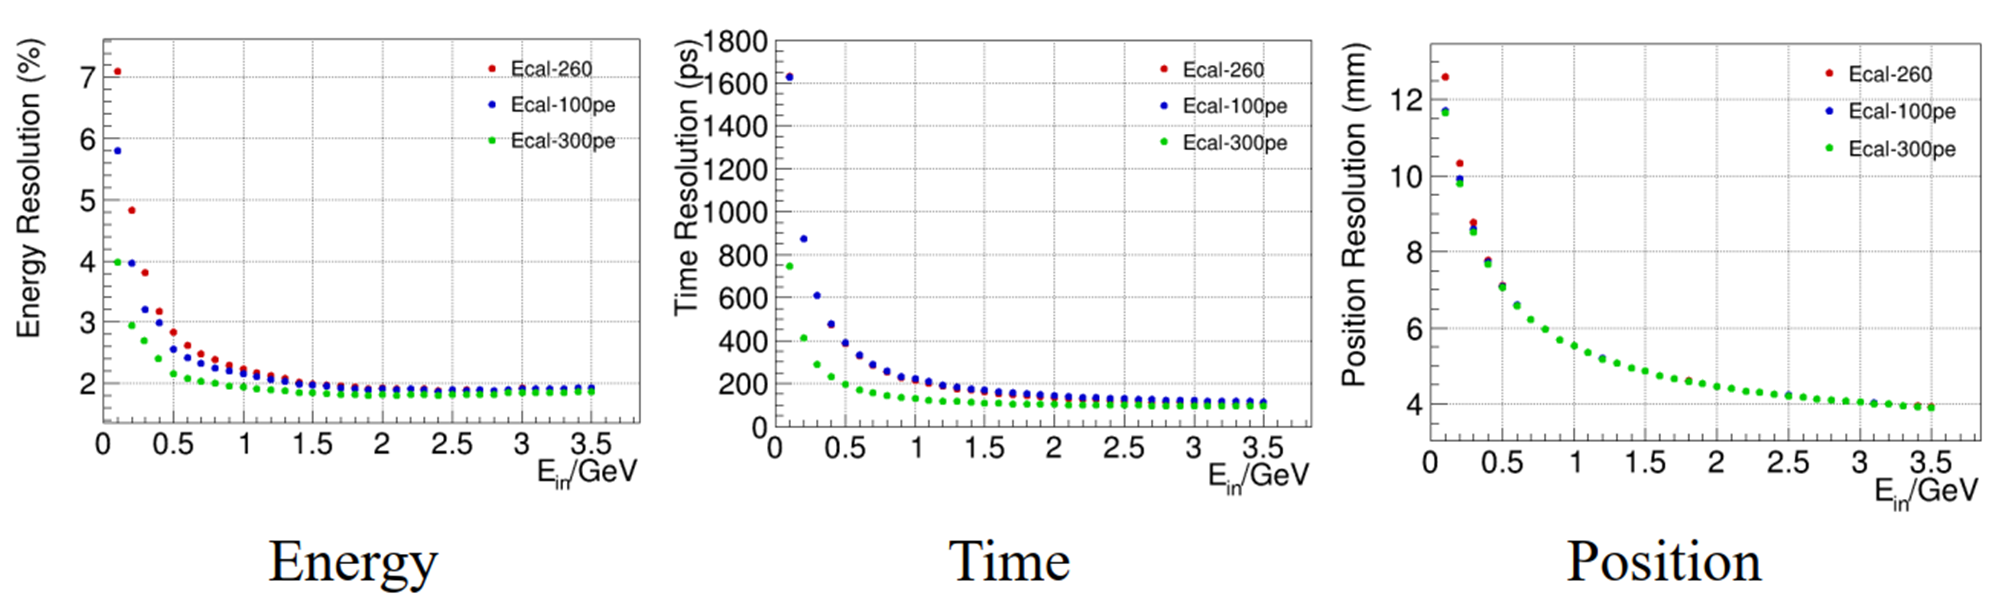 Energy Resolution (%)
7
6
5
4
3
2
0 0.5 1 1.5 2 2.5 3 3.5
E_in/GeV
Ecal-260
Ecal-100pe
Ecal-300pe
Energy
Time Resolution (ps)
1800
1600
1400
1200
1000
800
600
400
200
0
0 0.5 1 1.5 2 2.5 3 3.5
E_in/GeV
Ecal-260
Ecal-100pe
Ecal-300pe
Time
Position Resolution (mm)
12
10
8
6
4
0 0.5 1 1.5 2 2.5 3 3.5
E_in/GeV
Ecal-260
Ecal-100pe
Ecal-300pe
Position